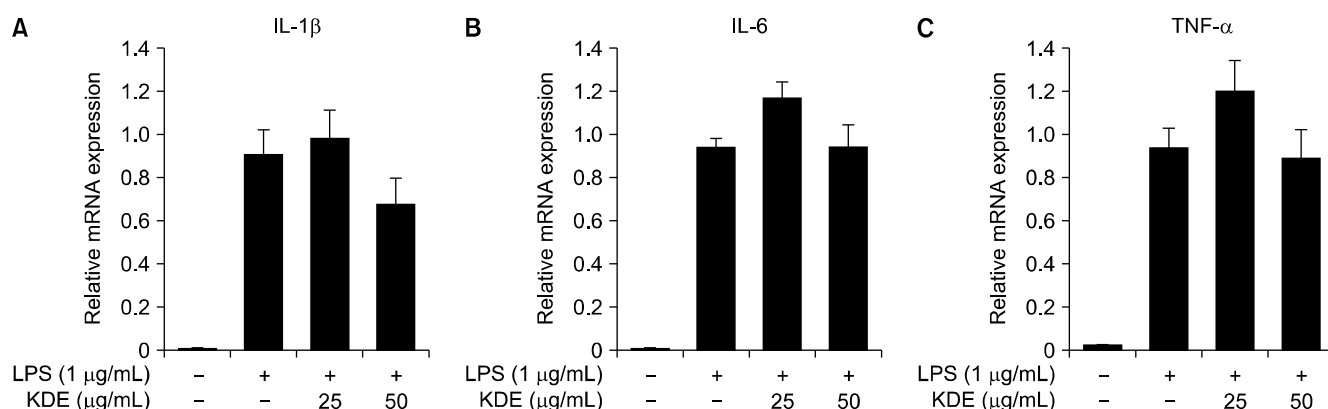 A
IL-1β
Relative mRNA expression
1.4
1.2
1.0
0.8
0.6
0.4
0.2
0
LPS (1 μg/mL) – + + +
KDE (μg/mL) – – 25 50
B
IL-6
Relative mRNA expression
1.4
1.2
1.0
0.8
0.6
0.4
0.2
0
LPS (1 μg/mL) – + + +
KDE (μg/mL) – – 25 50
C
TNF-α
Relative mRNA expression
1.4
1.2
1.0
0.8
0.6
0.4
0.2
0
LPS (1 μg/mL) – + + +
KDE (μg/mL) – – 25 50